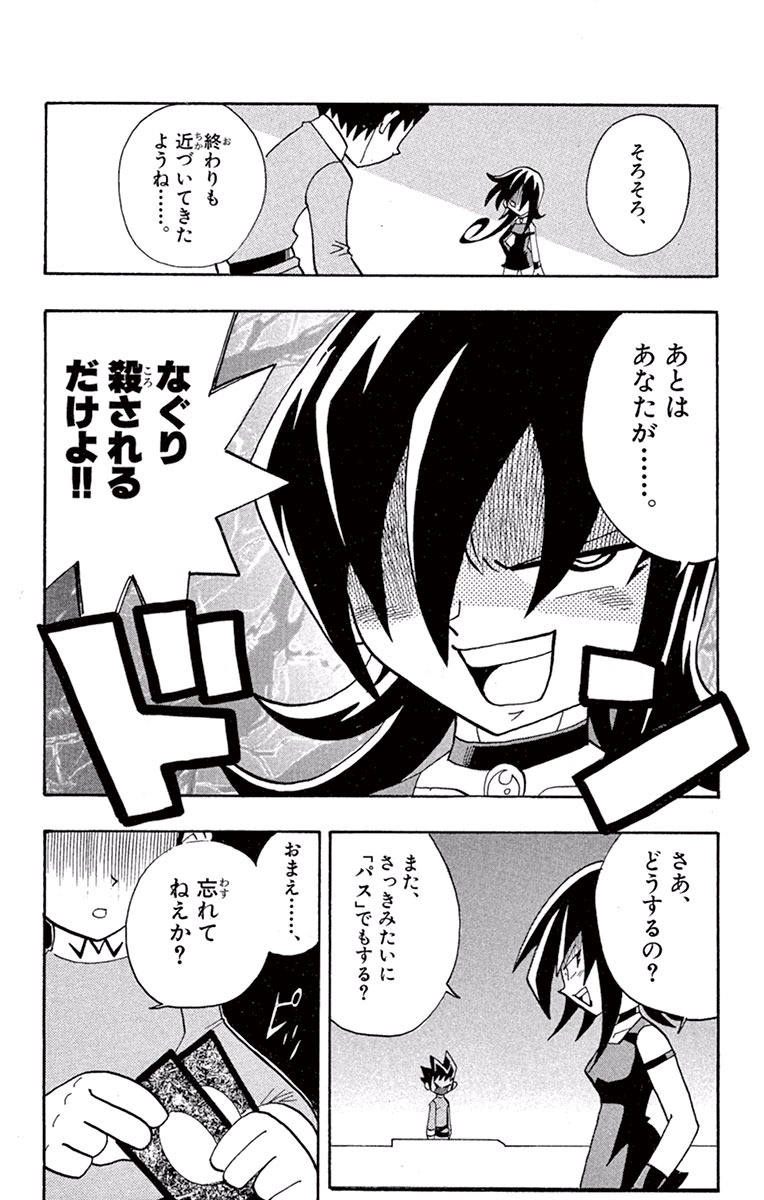 そろそろ、
終わりも
近づいてきた
ようね……。
あとは
あなたが……。
なぐり
殺される
だけよ!!
ドン
さあ、
どうするの?
また、
さっきみたいに
「パス」でもする?
おまえ……、
忘れて
ねえか?
ピッ